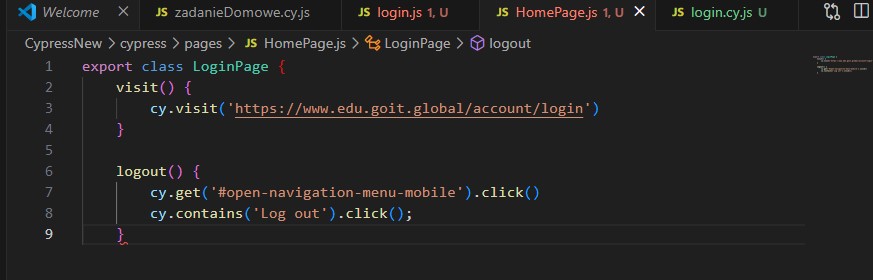 Welcome
JS zadanieDomowe.cy.js
JS login.js 1, U
JS HomePage.js 1, U
JS login.cy.js U
CypressNew > cypress > pages > JS HomePage.js > LoginPage > logout
1 export class LoginPage {
2 visit() {
3 cy.visit('https://www.edu.goit.global/account/login')
4 }
5
6 logout() {
7 cy.get('#open-navigation-menu-mobile').click()
8 cy.contains('Log out').click();
9 }